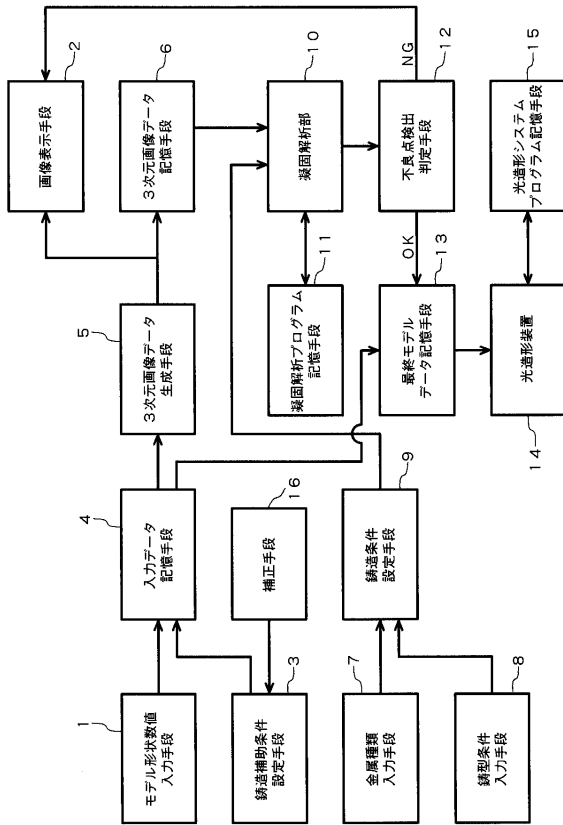 1
モデル形状数値
入力手段
3
鋳造補助条件
設定手段
7
金属種類
入力手段
8
鋳型条件
入力手段
4
入力データ
記憶手段
16
補正手段
9
鋳造条件
設定手段
5
3次元画像データ
生成手段
11
凝固解析プログラム
記憶手段
OK
13
最終モデル
データ記憶手段
14
光造形装置
2
画像表示手段
6
3次元画像データ
記憶手段
10
凝固解析部
12
不良点検出
判定手段
NG
15
光造形システム
プログラム記憶手段